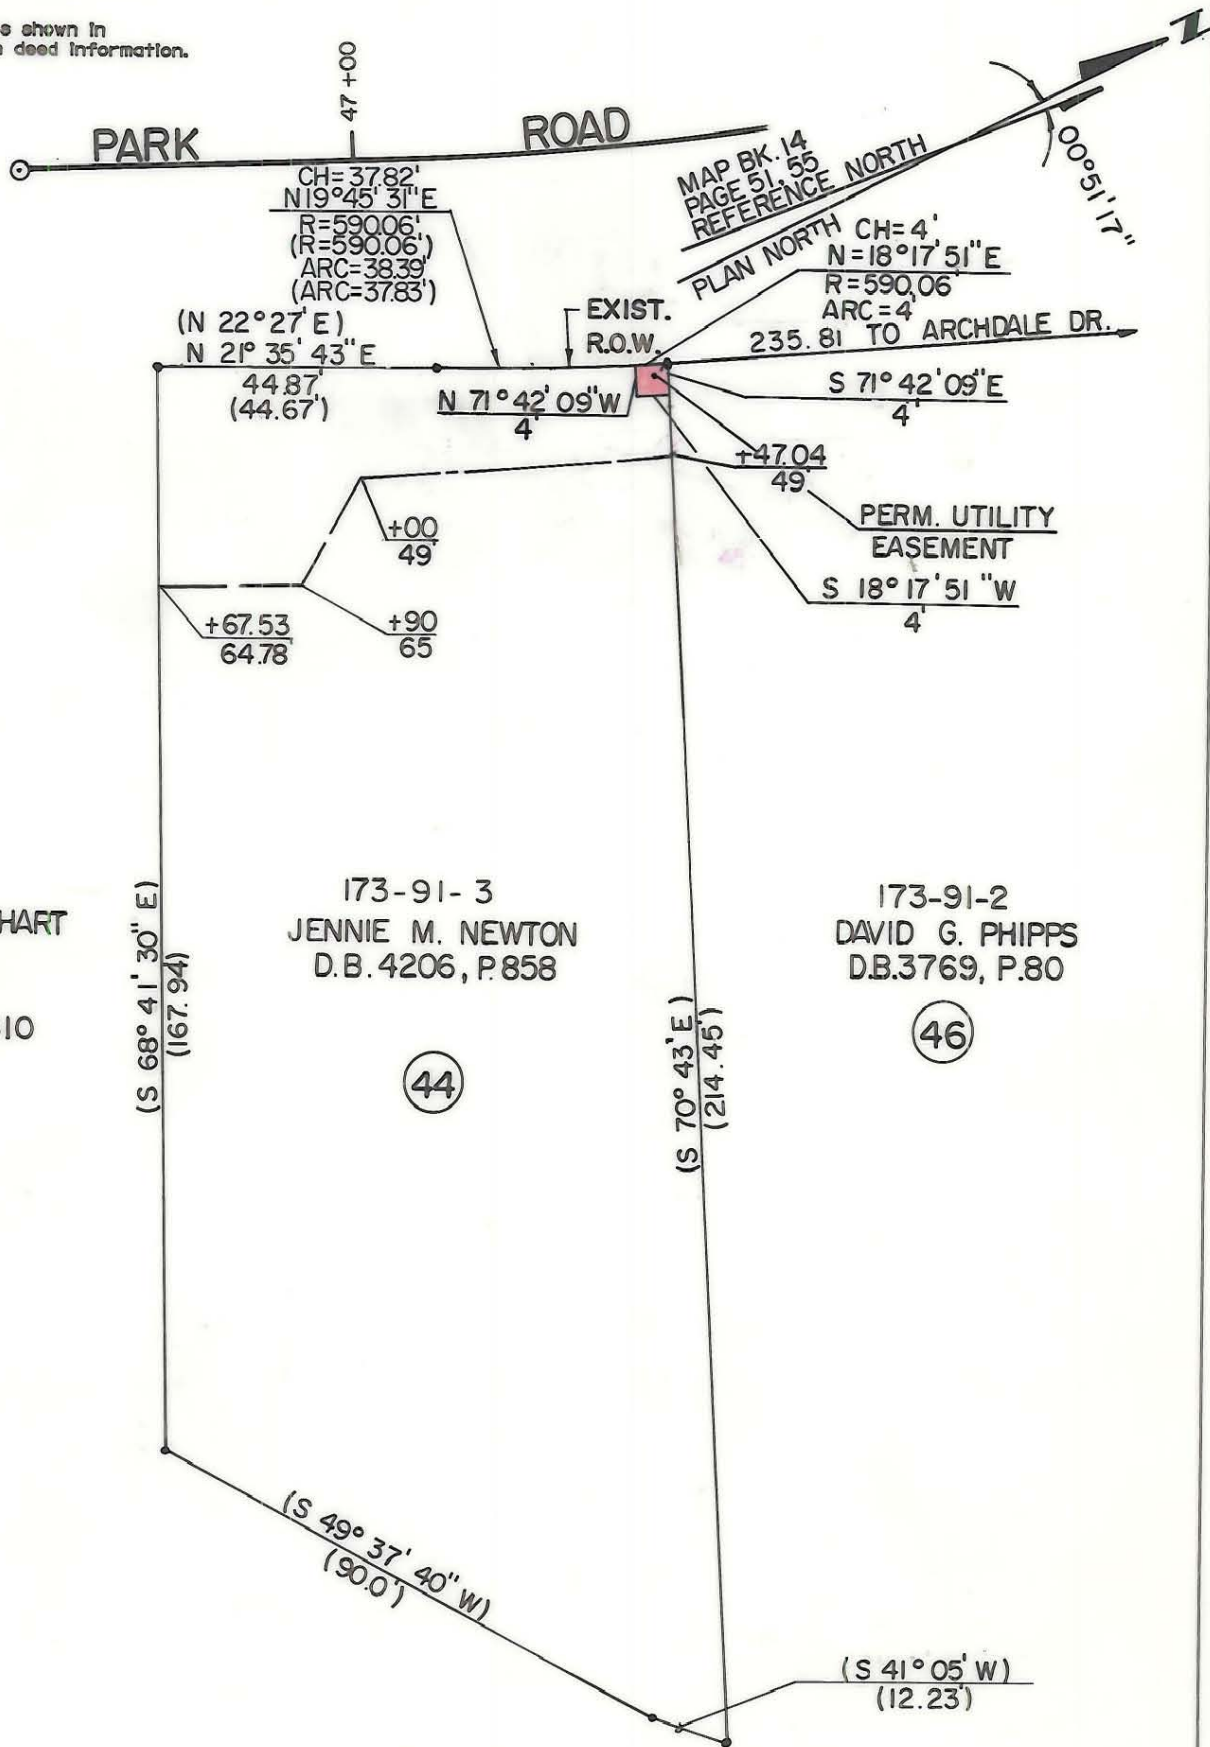 s shown in
deed information.
47+00
PARK ROAD
CH=37.82'
N19°45'31"E
R=590.06'
(R=590.06')
ARC=38.39'
(ARC=37.83')
MAP BK. 14
PAGE 51, 55
REFERENCE NORTH
PLAN NORTH
Z
00°51'17"
CH=4'
N=18°17'51"E
R=590.06'
ARC=4'
235.81 TO ARCHDALE DR.
EXIST.
R.O.W.
(N 22°27'E)
N 21°35'43"E
44.87'
(44.67')
N 71°42'09"W
4'
S 71°42'09"E
4'
+47.04
49'
PERM. UTILITY
EASEMENT
S 18°17'51"W
4'
+00
49'
+90
65
+67.53
64.78'
HART
10
(S 68°41'30" E)
(167.94)
173-91-3
JENNIE M. NEWTON
D.B. 4206, P.858
44
(S 70°43'E)
(214.45')
173-91-2
DAVID G. PHIPPS
D.B.3769, P.80
46
(S 49°37'40" W)
(90.0')
(S 41°05'W)
(12.23')